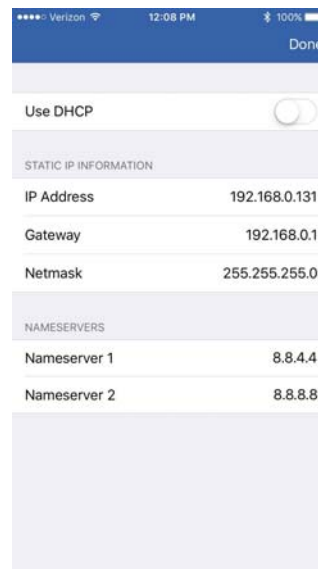 Verizon 12:08 PM 100%
Done
Use DHCP
STATIC IP INFORMATION
IP Address 192.168.0.131
Gateway 192.168.0.1
Netmask 255.255.255.0
NAMESERVERS
Nameserver 1 8.8.4.4
Nameserver 2 8.8.8.8